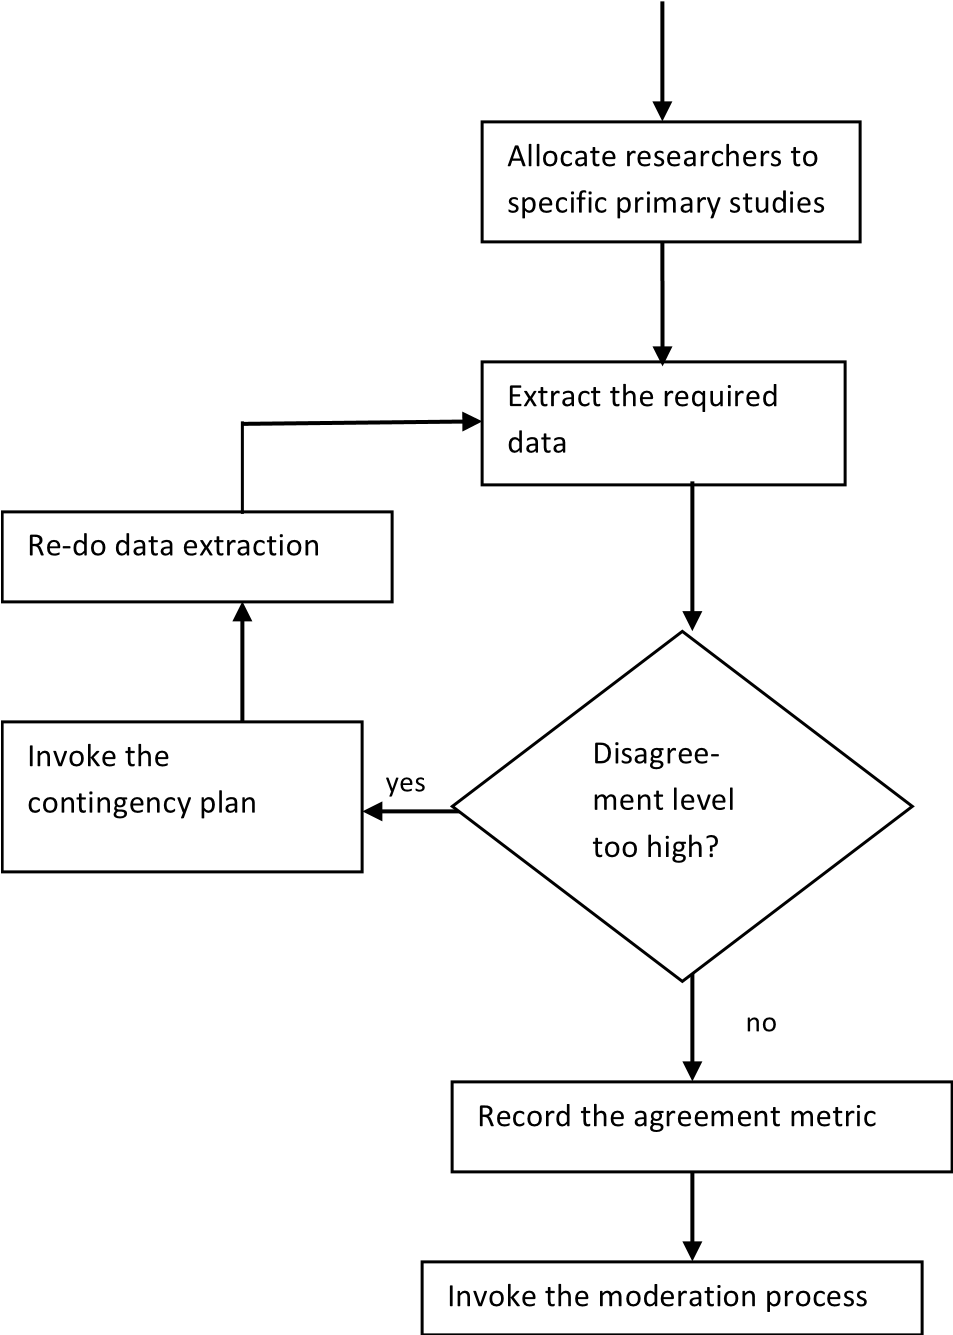 Allocate researchers to
specific primary studies
Extract the required
data
Re-do data extraction
Invoke the
contingency plan
yes
Disagree-
ment level
too high?
no
Record the agreement metric
Invoke the moderation process